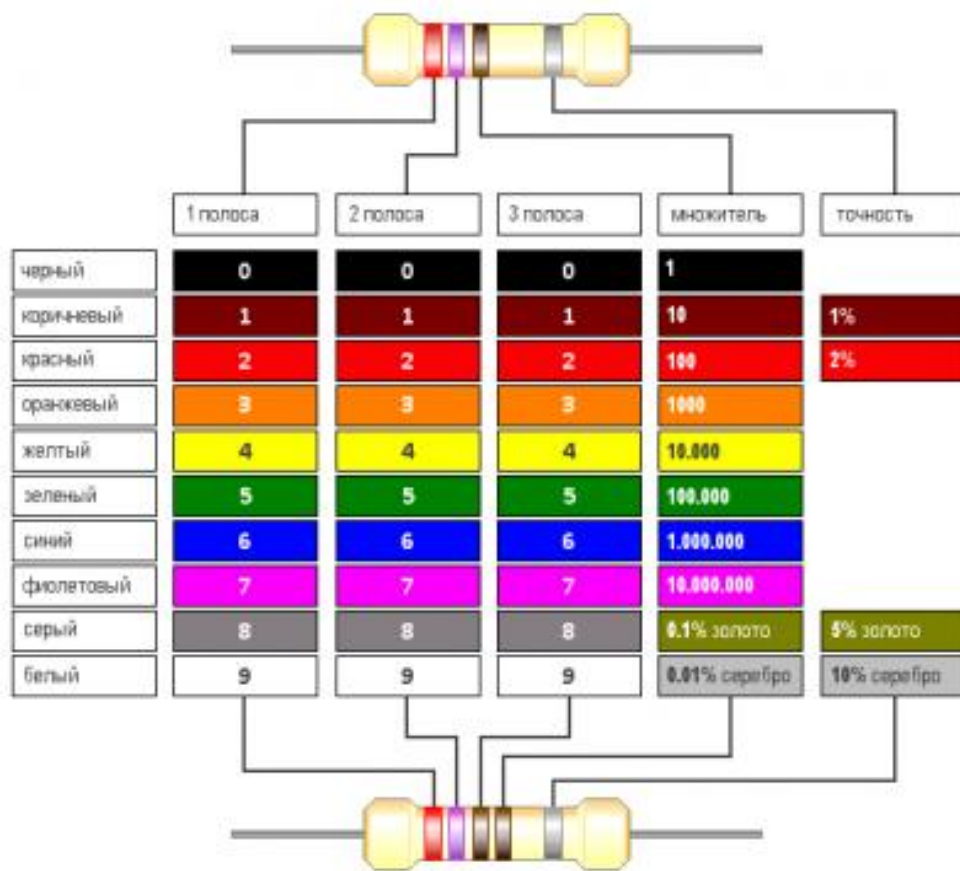 1 полоса 2 полоса 3 полоса множитель точность
черный 0 0 0 1
коричневый 1 1 1 10 1%
красный 2 2 2 100 2%
оранжевый 3 3 3 1000
желтый 4 4 4 10.000
зеленый 5 5 5 100.000
синий 6 6 6 1.000.000
фиолетовый 7 7 7 10.000.000
серый 8 8 8 0.1% золото 5% золото
белый 9 9 9 0.01% серебро 10% серебро